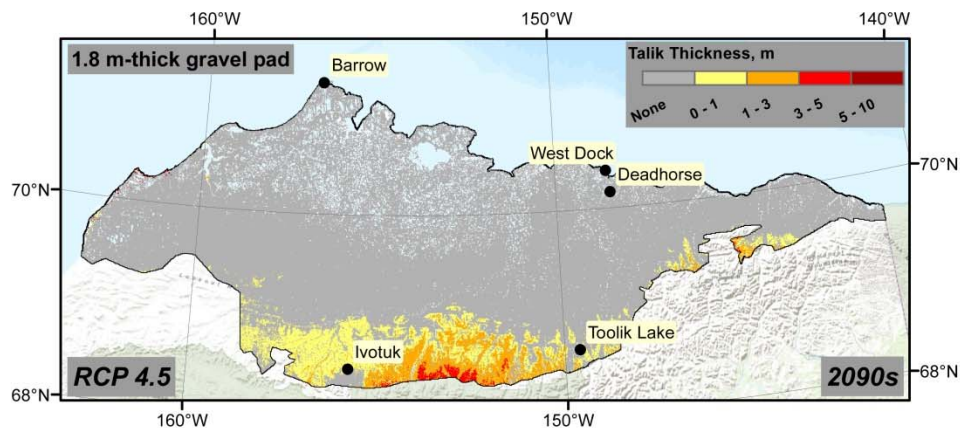 160°W
150°W
140°W
1.8 m-thick gravel pad
Barrow
Talik Thickness, m
None
0 - 1
1 - 3
3 - 5
5 - 10
West Dock
Deadhorse
70°N
70°N
Toolik Lake
Ivotuk
RCP 4.5
2090s
68°N
68°N
160°W
150°W